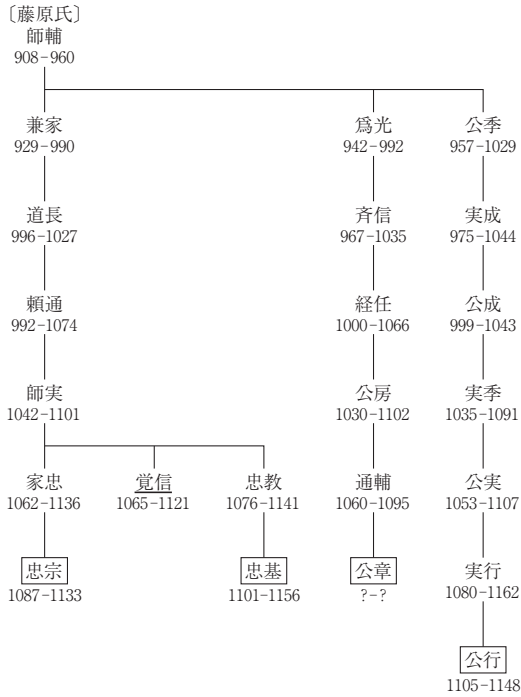 〔藤原氏〕
師輔
908-960
兼家
929-990
爲光
942-992
公季
957-1029
道長
996-1027
斉信
967-1035
実成
975-1044
頼通
992-1074
経任
1000-1066
公成
999-1043
師実
1042-1101
公房
1030-1102
実季
1035-1091
家忠
1062-1136
覚信
1065-1121
忠教
1076-1141
通輔
1060-1095
公実
1053-1107
忠宗
1087-1133
忠基
1101-1156
公章
?-?
実行
1080-1162
公行
1105-1148